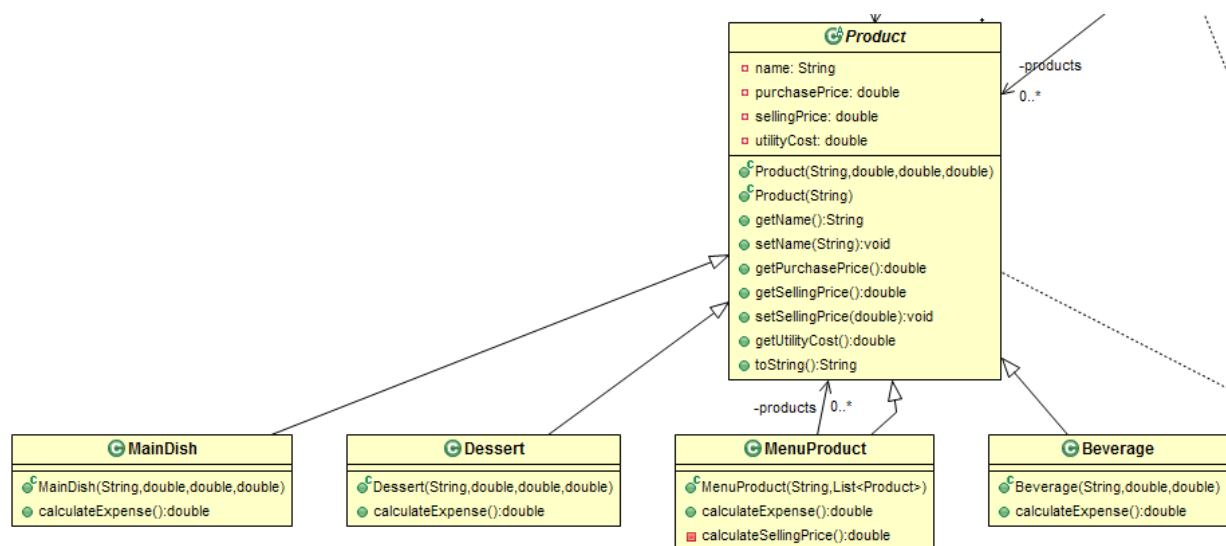 Product
name: String
purchasePrice: double
sellingPrice: double
utilityCost: double
Product(String,double,double,double)
Product(String)
getName():String
setName(String):void
getPurchasePrice():double
getSellingPrice():double
setSellingPrice(double):void
getUtilityCost():double
toString():String
-products
0..*
-products 0..*
MainDish
MainDish(String,double,double,double)
calculateExpense():double
Dessert
Dessert(String,double,double,double)
calculateExpense():double
MenuProduct
MenuProduct(String,List<Product>)
calculateExpense():double
calculateSellingPrice():double
Beverage
Beverage(String,double,double)
calculateExpense():double